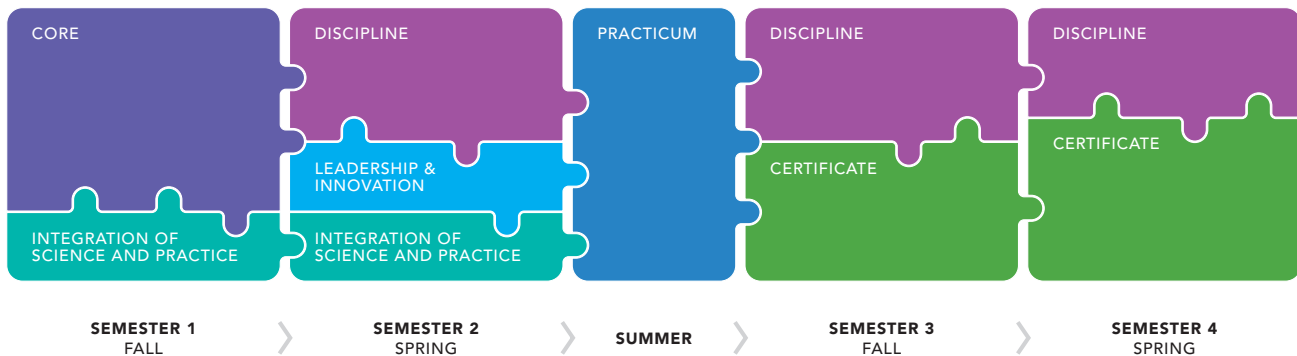 CORE
DISCIPLINE
PRACTICUM
DISCIPLINE
DISCIPLINE
LEADERSHIP &
INNOVATION
CERTIFICATE
CERTIFICATE
INTEGRATION OF
SCIENCE AND PRACTICE
INTEGRATION OF
SCIENCE AND PRACTICE
SEMESTER 1
FALL
SEMESTER 2
SPRING
SUMMER
SEMESTER 3
FALL
SEMESTER 4
SPRING